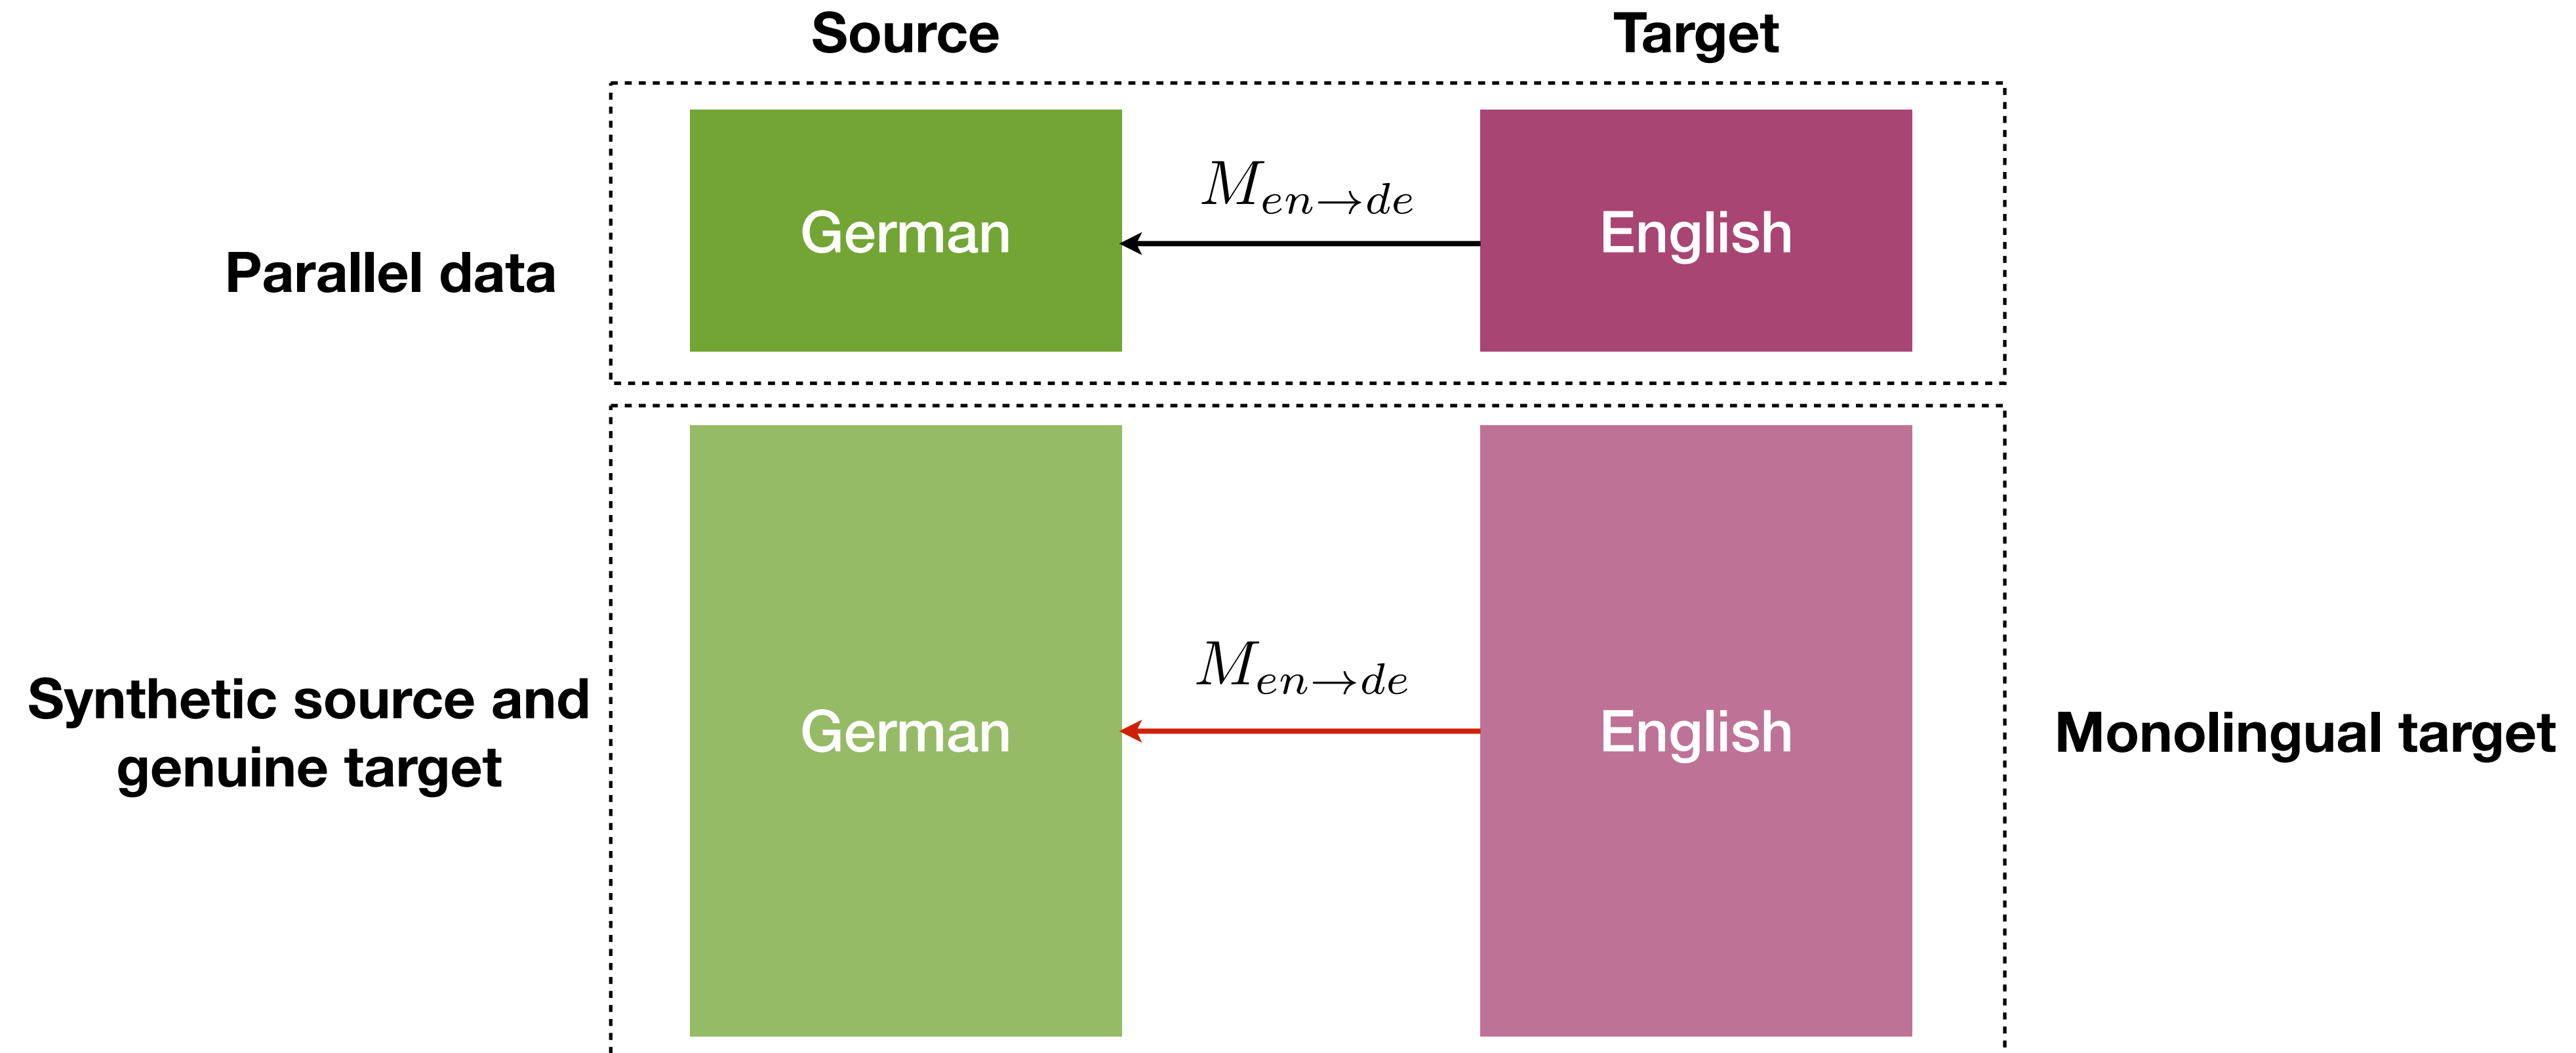 Source Target
Parallel data
German
M_{en→de}
English
Synthetic source and
genuine target
German
M_{en→de}
English
Monolingual target